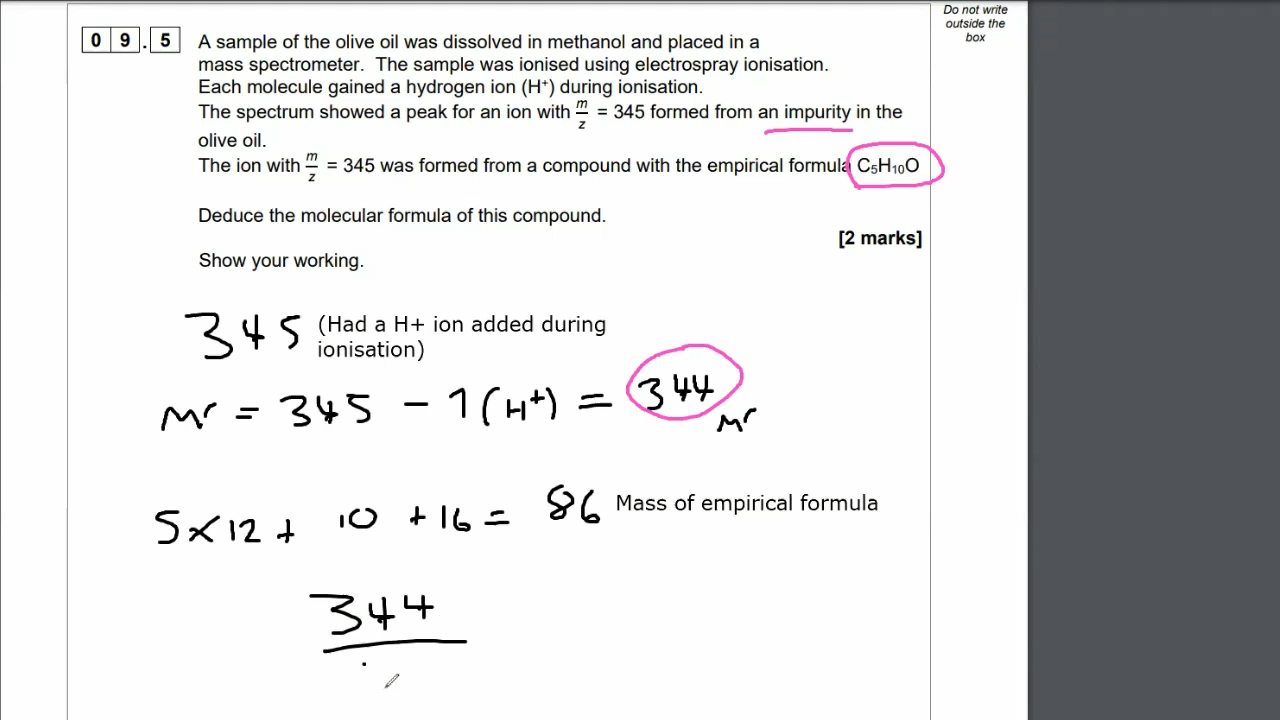 Do not write
outside the
box
0 9 . 5 A sample of the olive oil was dissolved in methanol and placed in a
mass spectrometer. The sample was ionised using electrospray ionisation.
Each molecule gained a hydrogen ion (H⁺) during ionisation.
The spectrum showed a peak for an ion with m/z = 345 formed from an impurity in the
olive oil.
The ion with m/z = 345 was formed from a compound with the empirical formula C₅H₁₀O
Deduce the molecular formula of this compound.
[2 marks]
Show your working.
345 (Had a H+ ion added during
ionisation)
Mr = 345 - 1 (H⁺) = 344
Mr
5 x 12 + 10 + 16 = 86 Mass of empirical formula
344